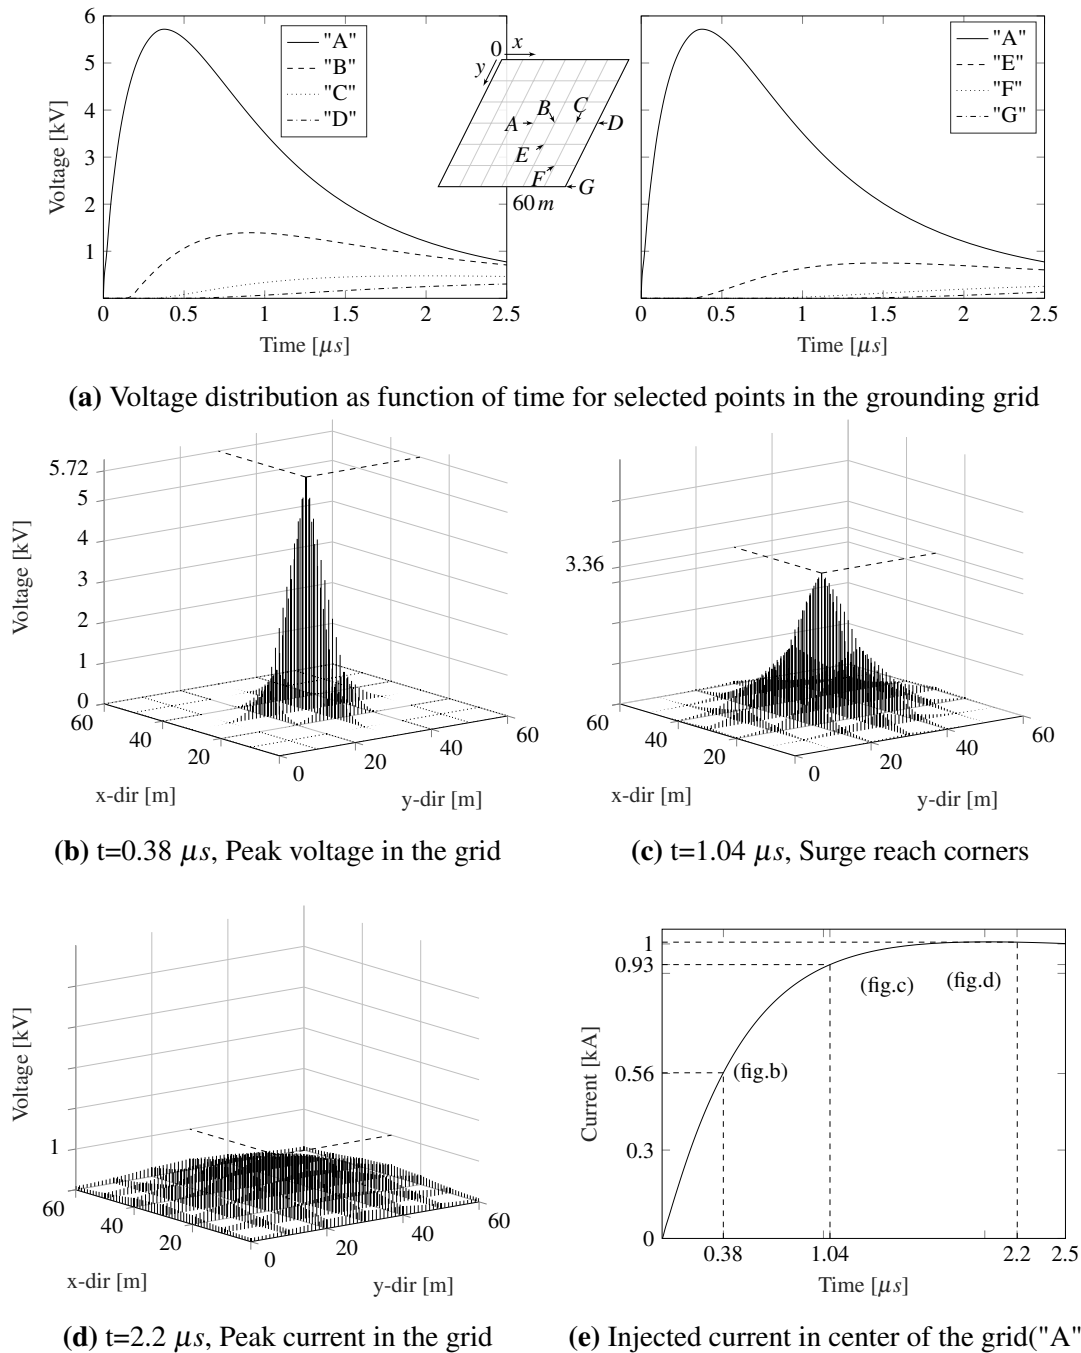 6
5
4
3
2
1
Voltage [kV]
0
0.5
1
1.5
2
2.5
Time [μs]
"A"
"B"
"C"
"D"
0
x
y
A
B
C
D
E
F
G
60 m
0
0.5
1
1.5
2
2.5
Time [μs]
"A"
"E"
"F"
"G"
(a) Voltage distribution as function of time for selected points in the grounding grid
5.72
5
4
3
2
1
0
Voltage [kV]
60
40
20
0
20
40
60
x-dir [m]
y-dir [m]
(b) t=0.38 μs, Peak voltage in the grid
3.36
60
40
20
0
20
40
60
x-dir [m]
y-dir [m]
(c) t=1.04 μs, Surge reach corners
1
Voltage [kV]
60
40
20
0
20
40
60
x-dir [m]
y-dir [m]
(d) t=2.2 μs, Peak current in the grid
1
0.93
0.56
0.3
0
Current [kA]
(fig.b)
(fig.c)
(fig.d)
0.38
1.04
2.2
2.5
Time [μs]
(e) Injected current in center of the grid("A"